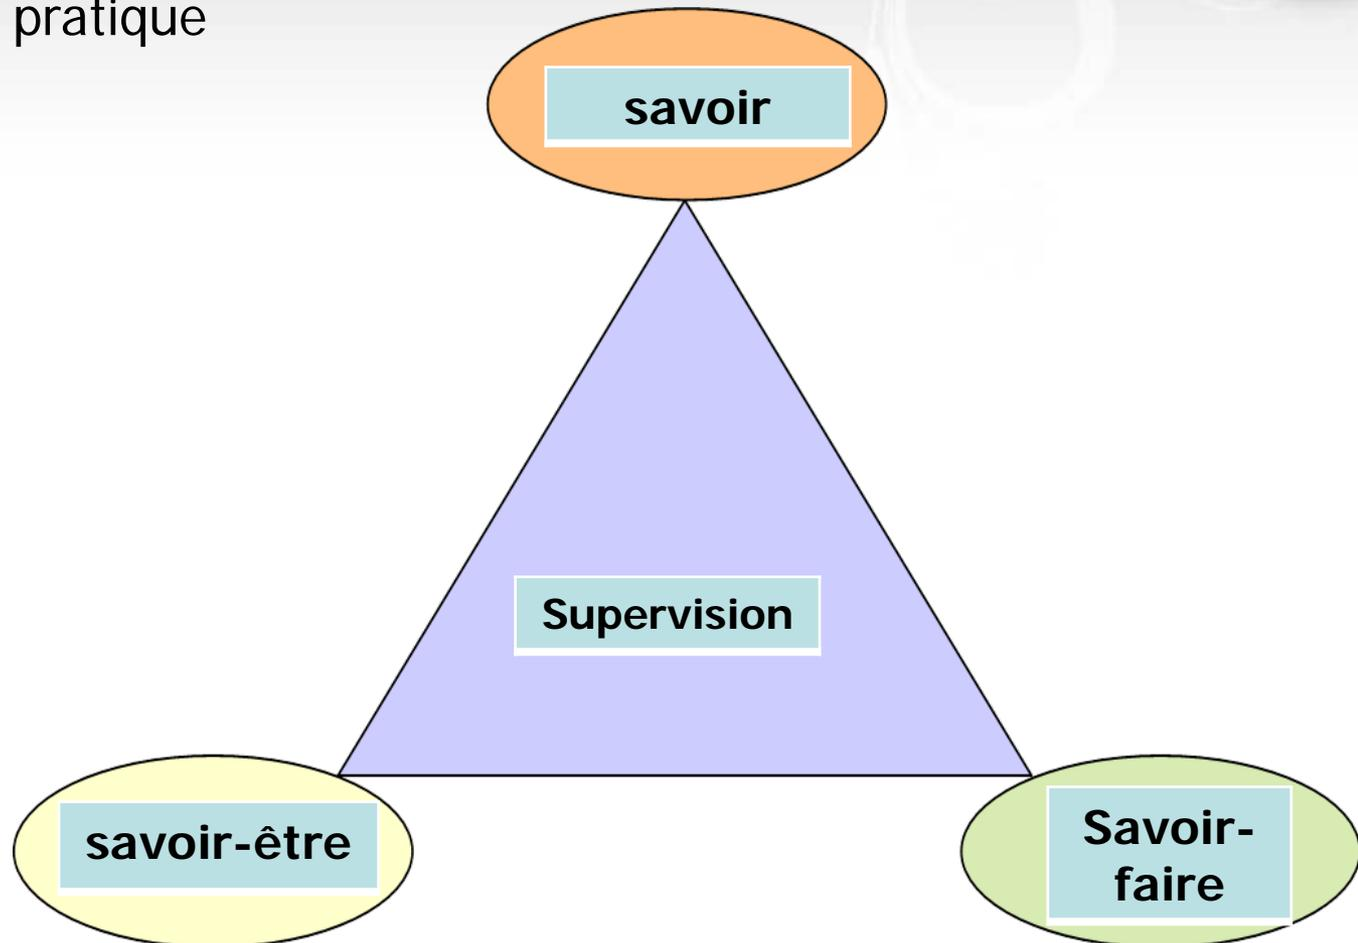 pratique
savoir
Supervision
savoir-être
Savoir-
faire